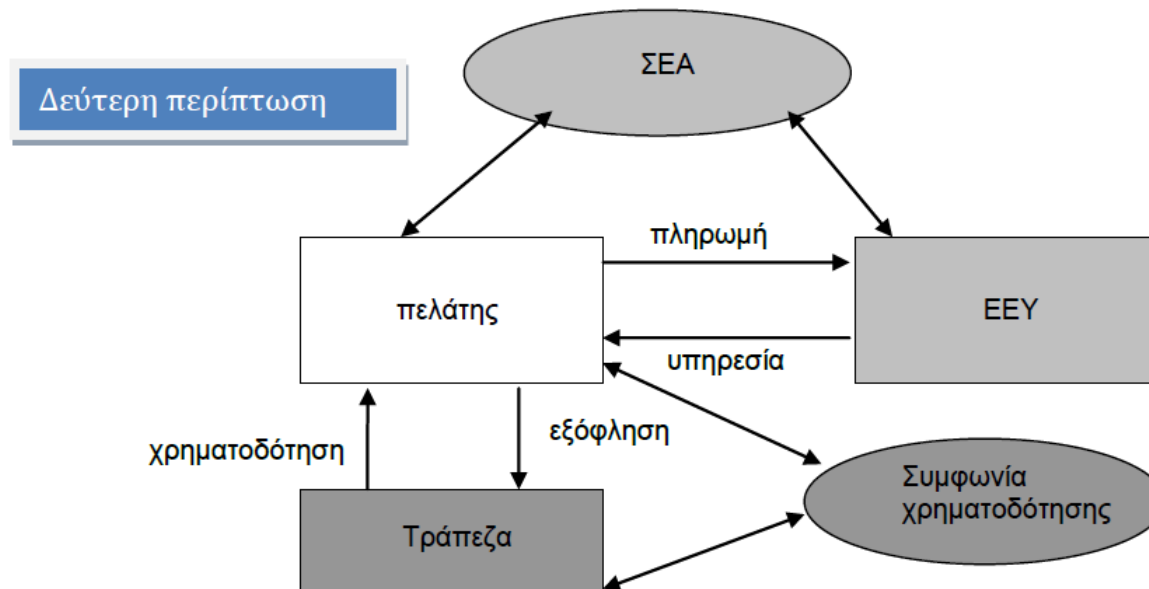 ΣΕΑ
Δεύτερη περίπτωση
πληρωμή
πελάτης
ΕΕΥ
υπηρεσία
χρηματοδότηση
εξόφληση
Συμφωνία
χρηματοδότησης
Τράπεζα